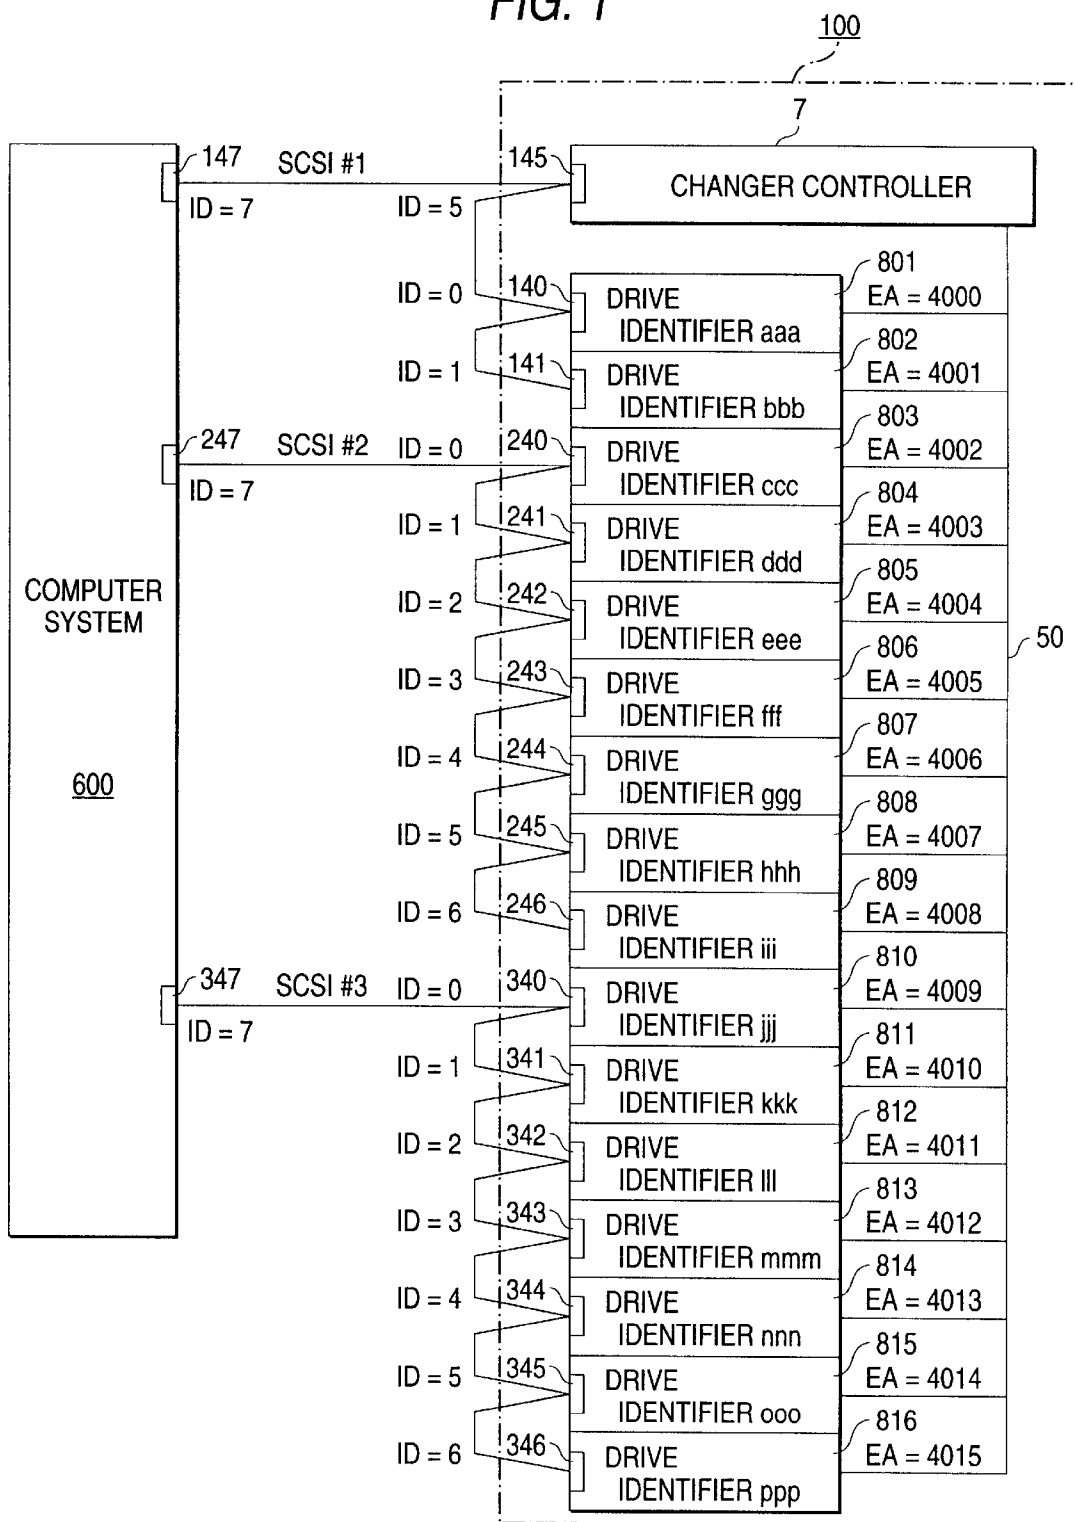 FIG. 1
100
7
147
SCSI #1
145
CHANGER CONTROLLER
ID = 7
ID = 5
801
ID = 0
140
DRIVE
IDENTIFIER aaa
EA = 4000
802
ID = 1
141
DRIVE
IDENTIFIER bbb
EA = 4001
803
247
SCSI #2
ID = 0
240
DRIVE
IDENTIFIER ccc
EA = 4002
ID = 7
804
ID = 1
241
DRIVE
IDENTIFIER ddd
EA = 4003
805
COMPUTER
SYSTEM
ID = 2
242
DRIVE
IDENTIFIER eee
EA = 4004
50
806
ID = 3
243
DRIVE
IDENTIFIER fff
EA = 4005
807
600
ID = 4
244
DRIVE
IDENTIFIER ggg
EA = 4006
808
ID = 5
245
DRIVE
IDENTIFIER hhh
EA = 4007
809
ID = 6
246
DRIVE
IDENTIFIER iii
EA = 4008
810
347
SCSI #3
ID = 0
340
DRIVE
IDENTIFIER jjj
EA = 4009
ID = 7
811
ID = 1
341
DRIVE
IDENTIFIER kkk
EA = 4010
812
ID = 2
342
DRIVE
IDENTIFIER lll
EA = 4011
813
ID = 3
343
DRIVE
IDENTIFIER mmm
EA = 4012
814
ID = 4
344
DRIVE
IDENTIFIER nnn
EA = 4013
815
ID = 5
345
DRIVE
IDENTIFIER ooo
EA = 4014
816
ID = 6
346
DRIVE
IDENTIFIER ppp
EA = 4015